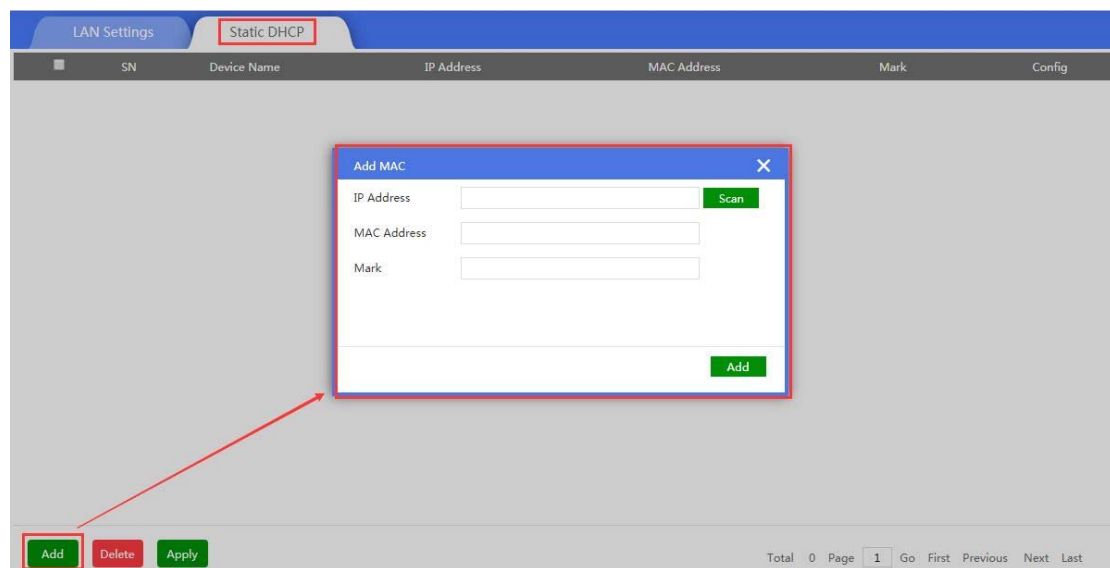 LAN Settings Static DHCP
SN Device Name IP Address MAC Address Mark Config
Add MAC
IP Address Scan
MAC Address
Mark
Add
Add Delete Apply Total 0 Page 1 Go First Previous Next Last